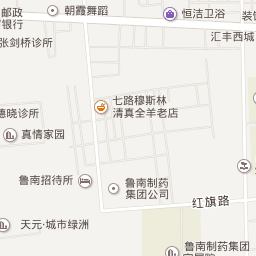 邮政
银行
朝霞舞蹈
恒洁卫浴
装饰
张剑桥诊所
汇丰西城
七路穆斯林
清真全羊老店
德晓诊所
真情家园
鲁南招待所
鲁南制药
集团公司
红旗路
天元·城市绿洲
鲁南制药集团